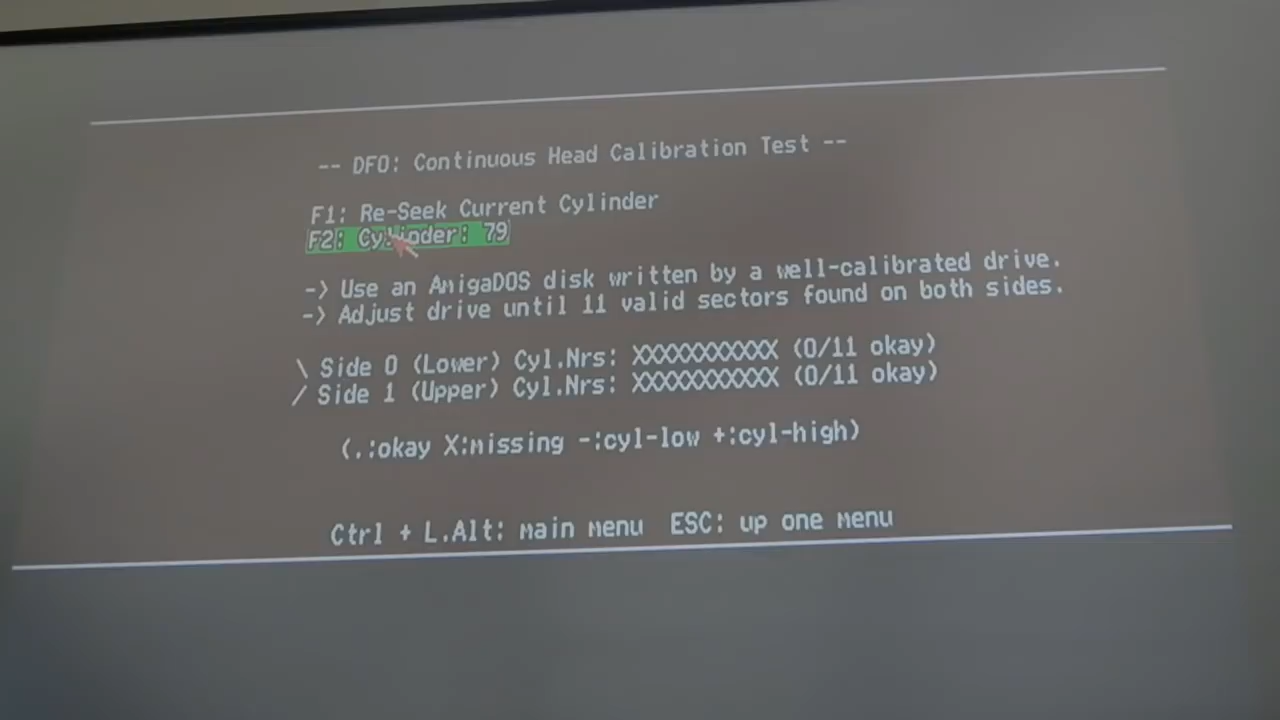 -- DF0: Continuous Head Calibration Test --
F1: Re-Seek Current Cylinder
F2: Cylinder: 79
-> Use an AmigaDOS disk written by a well-calibrated drive.
-> Adjust drive until 11 valid sectors found on both sides.
\ Side 0 (Lower) Cyl.Nrs: XXXXXXXXXXX (0/11 okay)
/ Side 1 (Upper) Cyl.Nrs: XXXXXXXXXXX (0/11 okay)
(.:okay X:missing -:cyl-low +:cyl-high)
Ctrl + L.Alt: main menu  ESC: up one menu